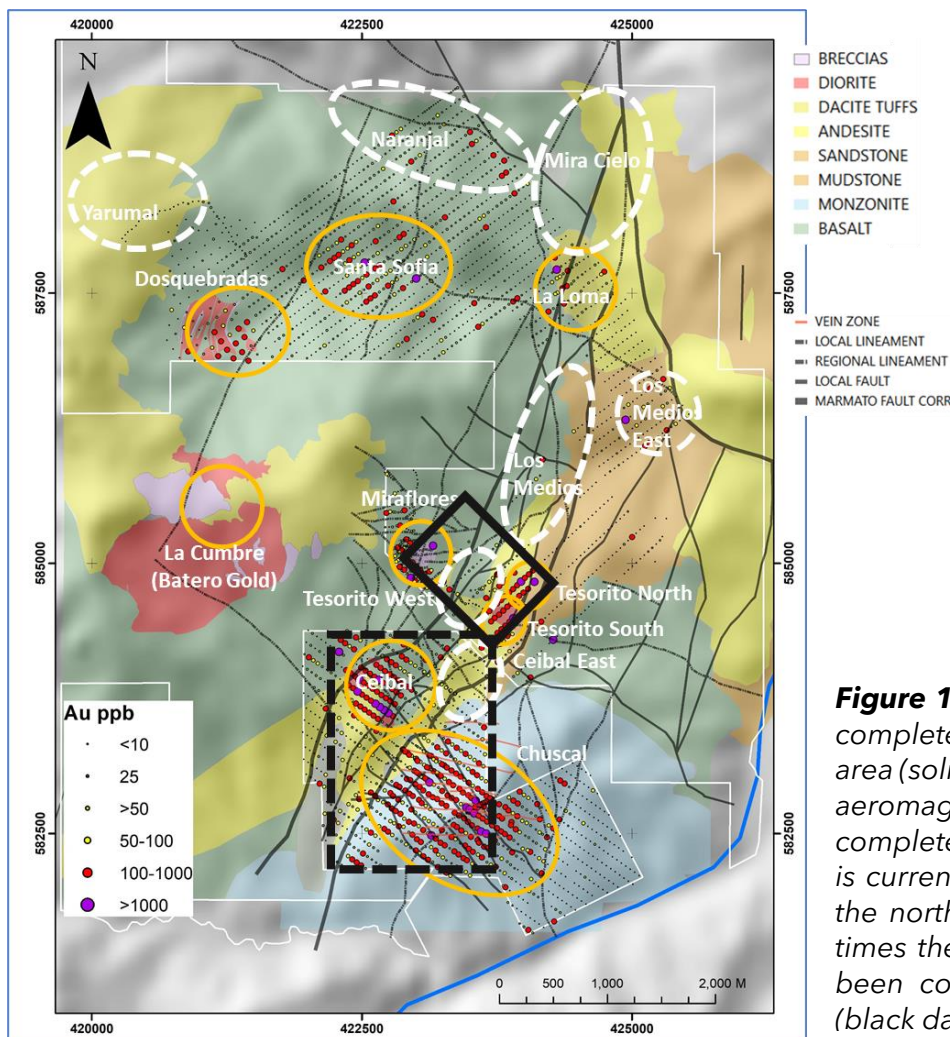 420000
422500
425000
N
BRECCIAS
DIORITE
DACITE TUFFS
ANDESITE
SANDSTONE
MUDSTONE
MONZONITE
BASALT
VEIN ZONE
LOCAL LINEAMENT
REGIONAL LINEAMENT
LOCAL FAULT
MARMATO FAULT CORR
Naranjal
Mira Cielo
Yarumal
Santa Sofia
Dosquebradas
La Loma
587500
587500
Los
Medios
East
Los
Medios
Miraflores
La Cumbre
(Batero Gold)
585000
585000
Tesorito West
Tesorito North
Tesorito South
Ceibal East
Ceibal
Chuscal
582500
582500
Au ppb
<10
25
>50
50-100
100-1000
>1000
0 500 1,000 2,000 M
420000
422500
425000
Figure 1
complete
area (soli
aeromag
complete
is curren
the north
times the
been co
(black da